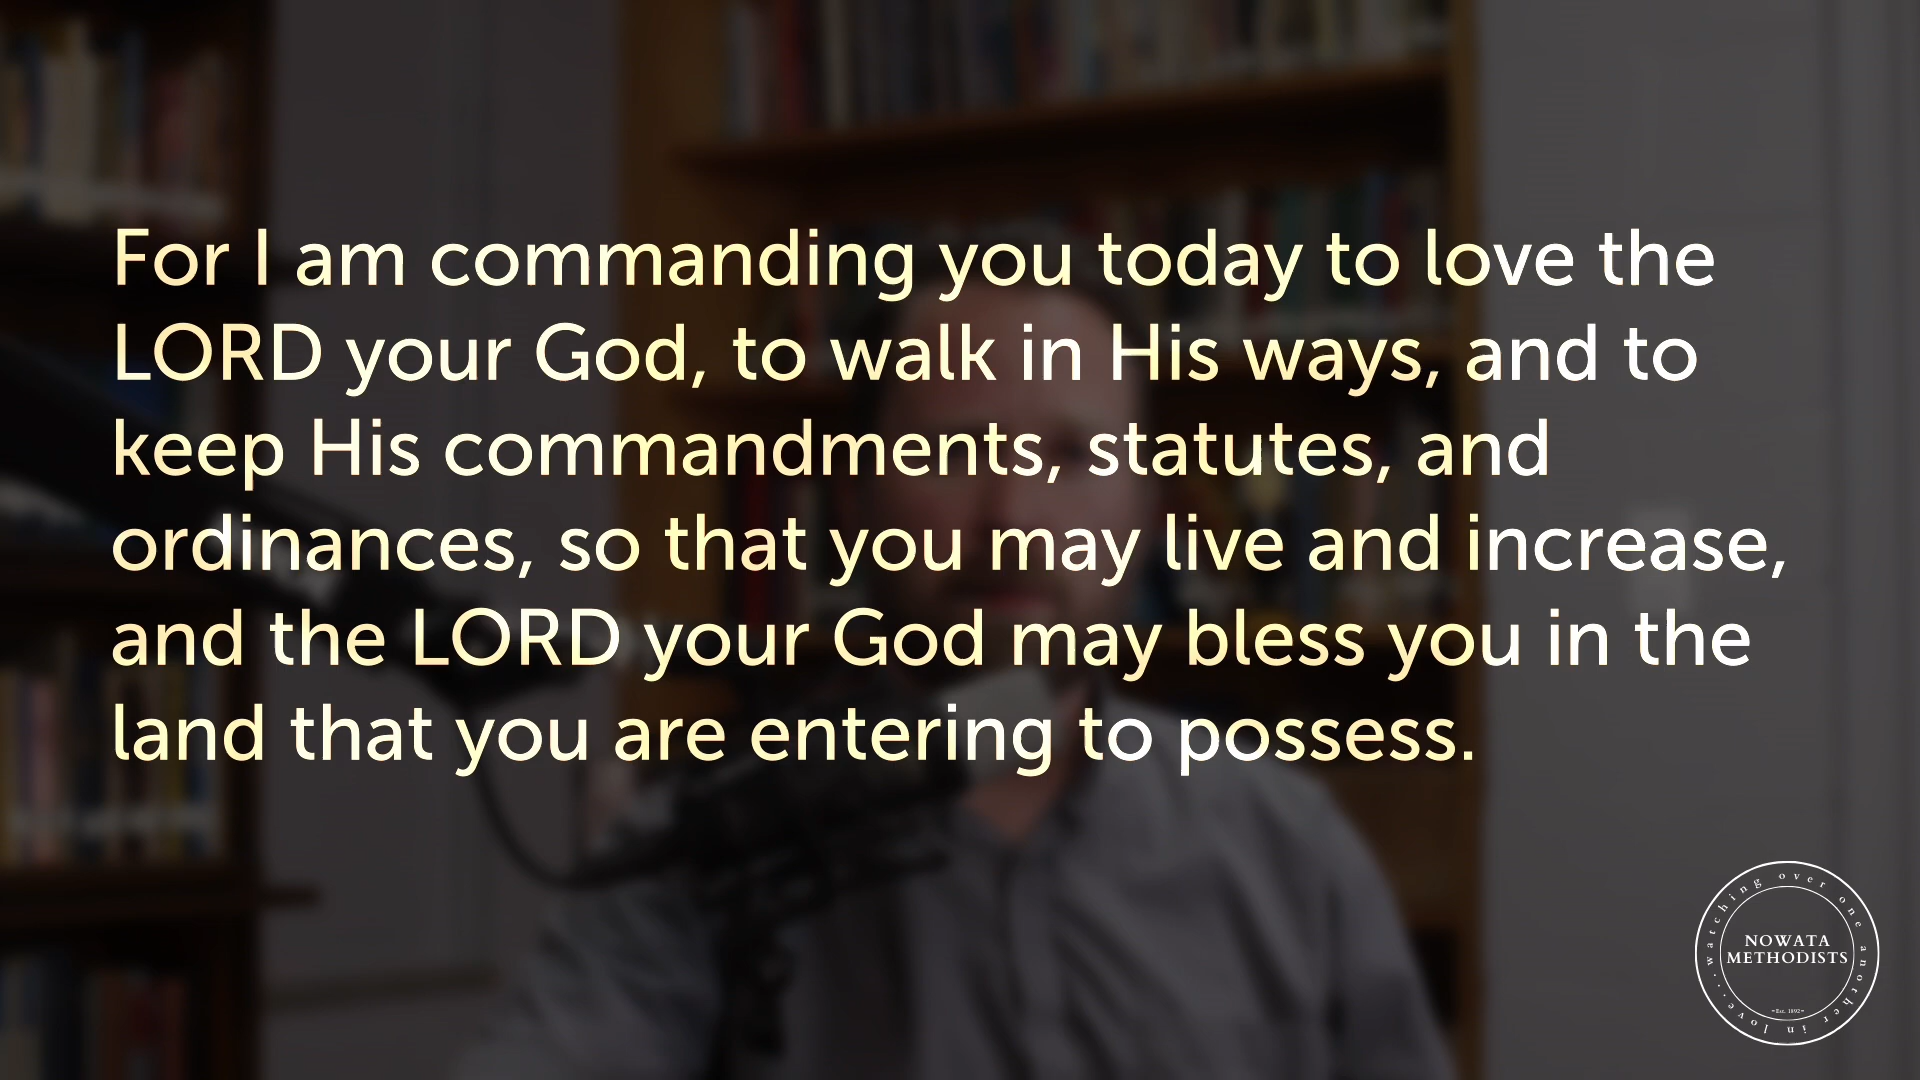 For I am commanding you today to love the
LORD your God, to walk in His ways, and to
keep His commandments, statutes, and
ordinances, so that you may live and increase,
and the LORD your God may bless you in the
land that you are entering to possess.
watching over one another in love...
NOWATA
METHODISTS
~Est. 1892~